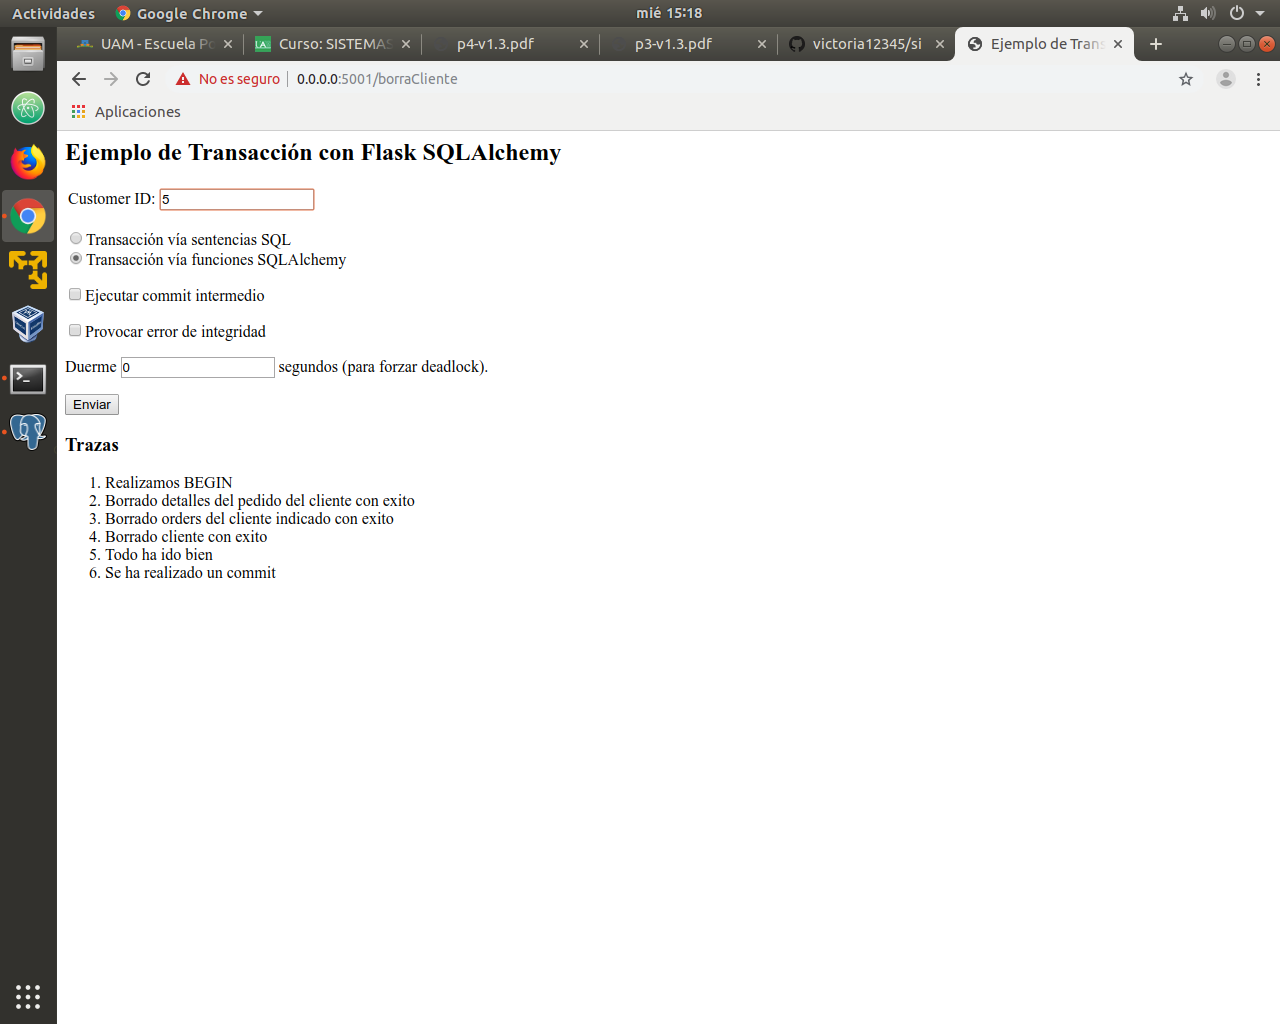 Actividades Google Chrome mié 15:18
UAM - Escuela Po Curso: SISTEMAS p4-v1.3.pdf p3-v1.3.pdf victoria12345/si Ejemplo de Trans
No es seguro 0.0.0.0:5001/borraCliente
Aplicaciones
Ejemplo de Transacción con Flask SQLAlchemy
Customer ID: 5
Transacción vía sentencias SQL
Transacción vía funciones SQLAlchemy
Ejecutar commit intermedio
Provocar error de integridad
Duerme 0 segundos (para forzar deadlock).
Enviar
Trazas
1. Realizamos BEGIN
2. Borrado detalles del pedido del cliente con exito
3. Borrado orders del cliente indicado con exito
4. Borrado cliente con exito
5. Todo ha ido bien
6. Se ha realizado un commit